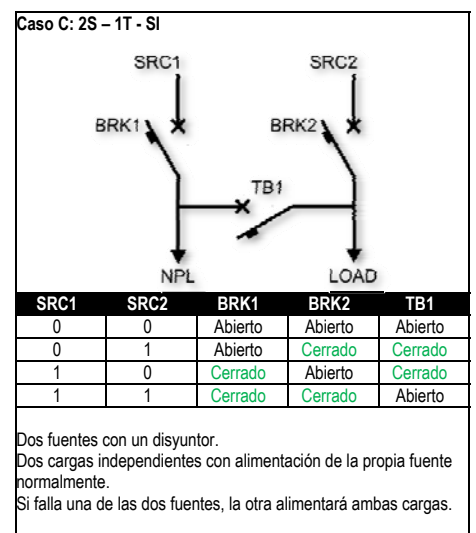 Caso C: 2S – 1T - SI
SRC1 SRC2
BRK1 BRK2
TB1
NPL LOAD
SRC1 SRC2 BRK1 BRK2 TB1
0 0 Abierto Abierto Abierto
0 1 Abierto Cerrado Cerrado
1 0 Cerrado Abierto Cerrado
1 1 Cerrado Cerrado Abierto
Dos fuentes con un disyuntor.
Dos cargas independientes con alimentación de la propia fuente
normalmente.
Si falla una de las dos fuentes, la otra alimentará ambas cargas.